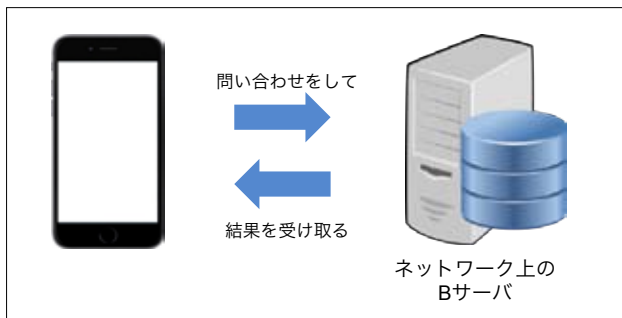 問い合わせをして
結果を受け取る
ネットワーク上の
Bサーバ